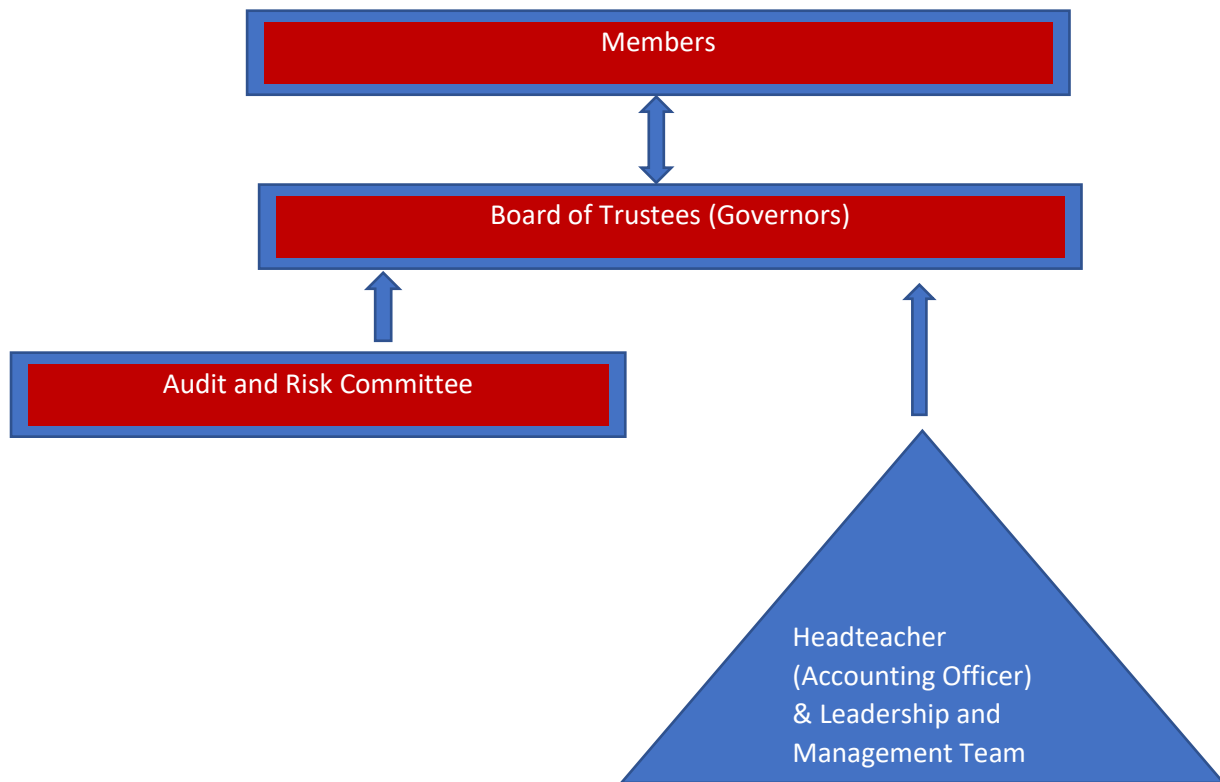 Members
Board of Trustees (Governors)
Audit and Risk Committee
Headteacher
(Accounting Officer)
& Leadership and
Management Team